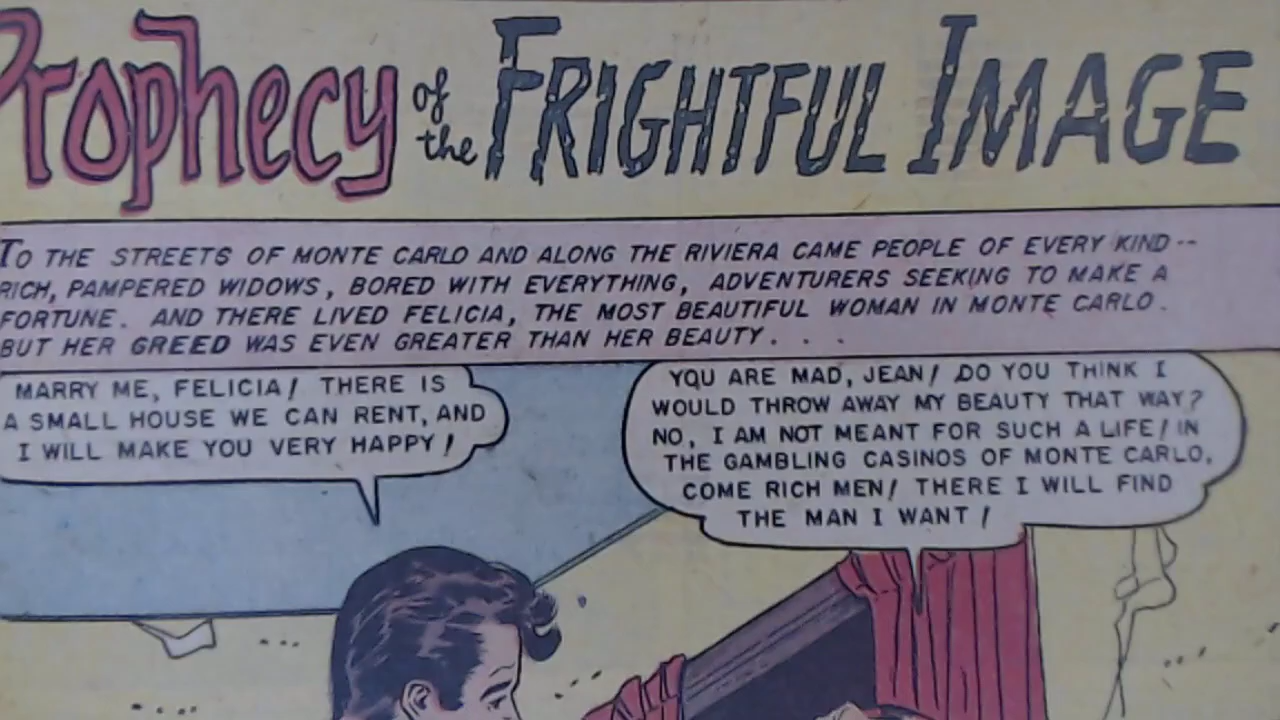 Prophecy of the FRIGHTFUL IMAGE
TO THE STREETS OF MONTE CARLO AND ALONG THE RIVIERA CAME PEOPLE OF EVERY KIND--
RICH, PAMPERED WIDOWS, BORED WITH EVERYTHING, ADVENTURERS SEEKING TO MAKE A
FORTUNE. AND THERE LIVED FELICIA, THE MOST BEAUTIFUL WOMAN IN MONTE CARLO.
BUT HER GREED WAS EVEN GREATER THAN HER BEAUTY. . .
MARRY ME, FELICIA! THERE IS
A SMALL HOUSE WE CAN RENT, AND
I WILL MAKE YOU VERY HAPPY!
YOU ARE MAD, JEAN! DO YOU THINK I
WOULD THROW AWAY MY BEAUTY THAT WAY?
NO, I AM NOT MEANT FOR SUCH A LIFE! IN
THE GAMBLING CASINOS OF MONTE CARLO,
COME RICH MEN! THERE I WILL FIND
THE MAN I WANT!